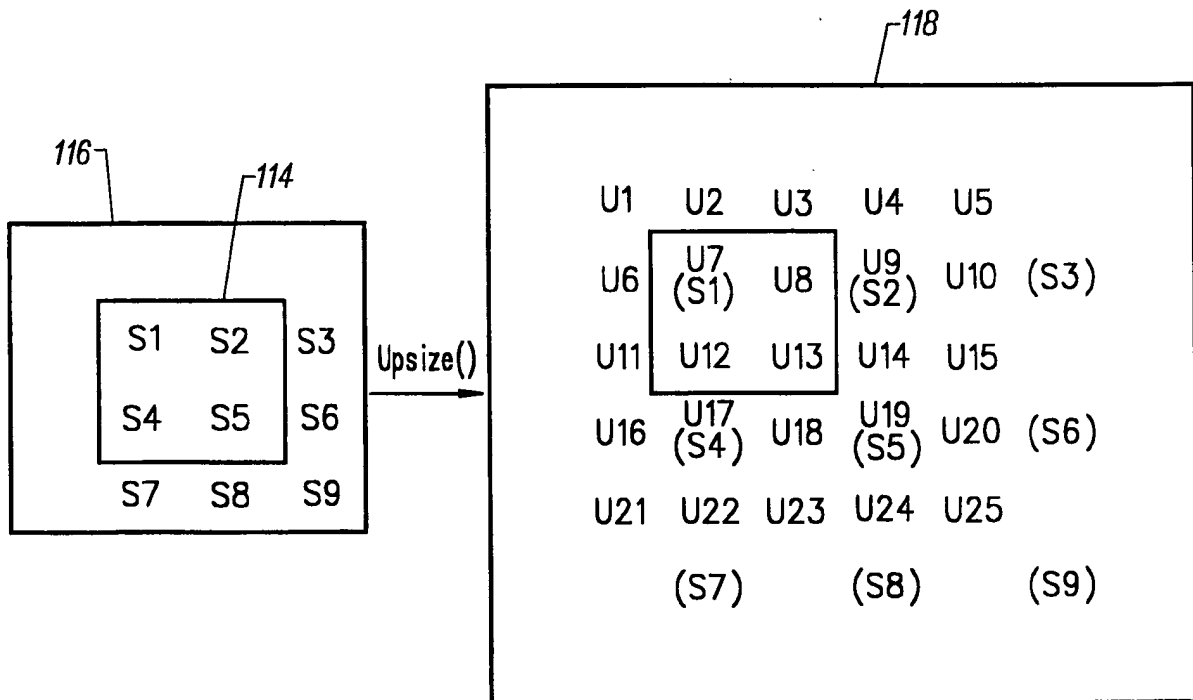 118
116
114
U1 U2 U3 U4 U5
U6 U7 U8 U9 U10 (S3)
(S1) (S2)
S1 S2 S3
Upsize()
U11 U12 U13 U14 U15
S4 S5 S6
U16 U17 U18 U19 U20 (S6)
(S4) (S5)
S7 S8 S9
U21 U22 U23 U24 U25
(S7) (S8) (S9)